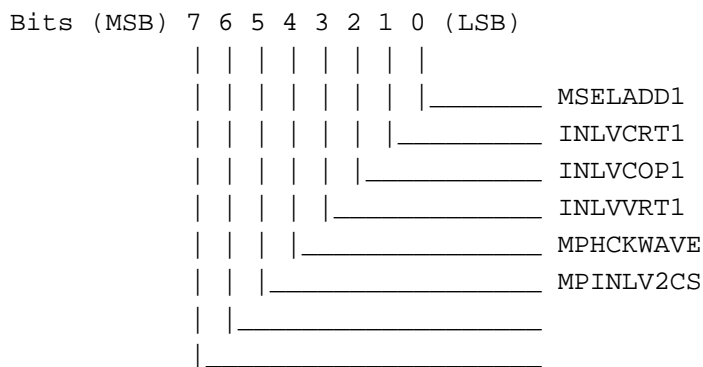 Bits (MSB) 7 6 5 4 3 2 1 0 (LSB)
MSELADD1
INLVCRT1
INLVCOP1
INLVVRT1
MPHCKWAVE
MPINLV2CS